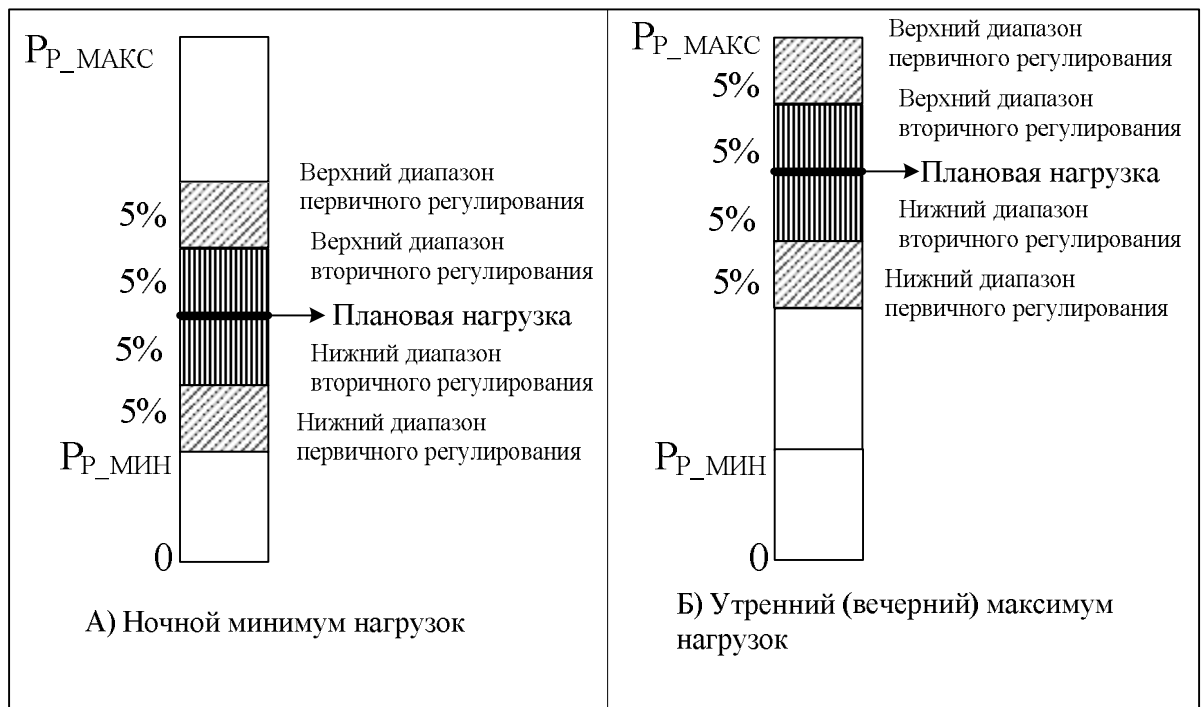 Pр_МАКС
Верхний диапазон
первичного регулирования
5%
Верхний диапазон
вторичного регулирования
5%
Плановая нагрузка
5%
Нижний диапазон
вторичного регулирования
5%
Нижний диапазон
первичного регулирования
Pр_МИН
0
А) Ночной минимум нагрузок
Pр_МАКС
Верхний диапазон
первичного регулирования
5%
Верхний диапазон
вторичного регулирования
5%
Плановая нагрузка
5%
Нижний диапазон
вторичного регулирования
5%
Нижний диапазон
первичного регулирования
Pр_МИН
0
Б) Утренний (вечерний) максимум
нагрузок